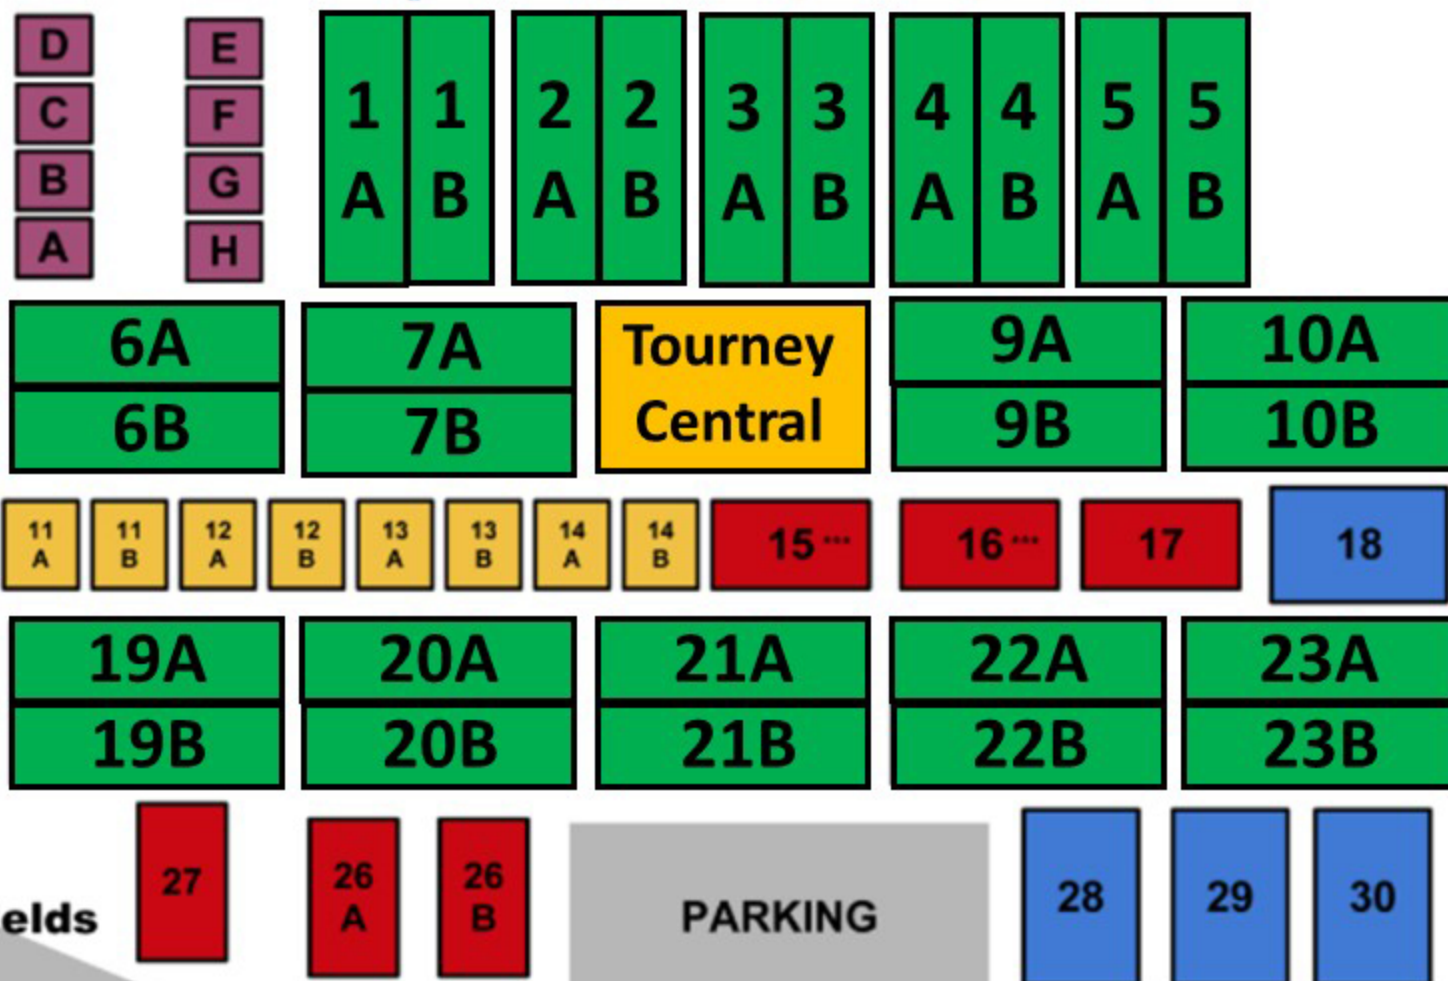 D
E
C
F
B
G
A
H
1 1 2 2 3 3 4 4 5 5
A B A B A B A B A B
6A 7A Tourney 9A 10A
6B 7B Central 9B 10B
11 11 12 12 13 13 14 14 15 ... 16 ... 17 18
A B A B A B A B
19A 20A 21A 22A 23A
19B 20B 21B 22B 23B
27 26 26 28 29 30
A B
elds PARKING